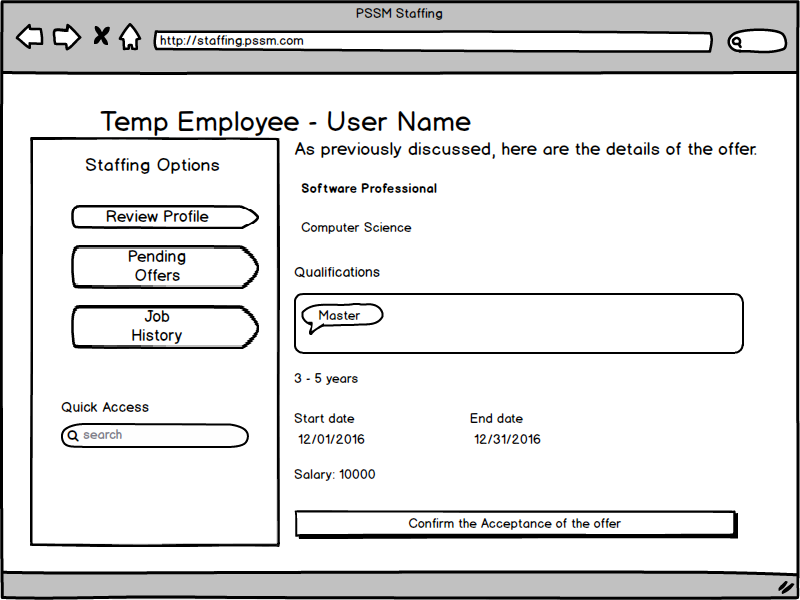 PSSM Staffing
http://staffing.pssm.com
Temp Employee - User Name
Staffing Options
Review Profile
Pending
Offers
Job
History
Quick Access
search
As previously discussed, here are the details of the offer.
Software Professional
Computer Science
Qualifications
Master
3 - 5 years
Start date End date
12/01/2016 12/31/2016
Salary: 10000
Confirm the Acceptance of the offer